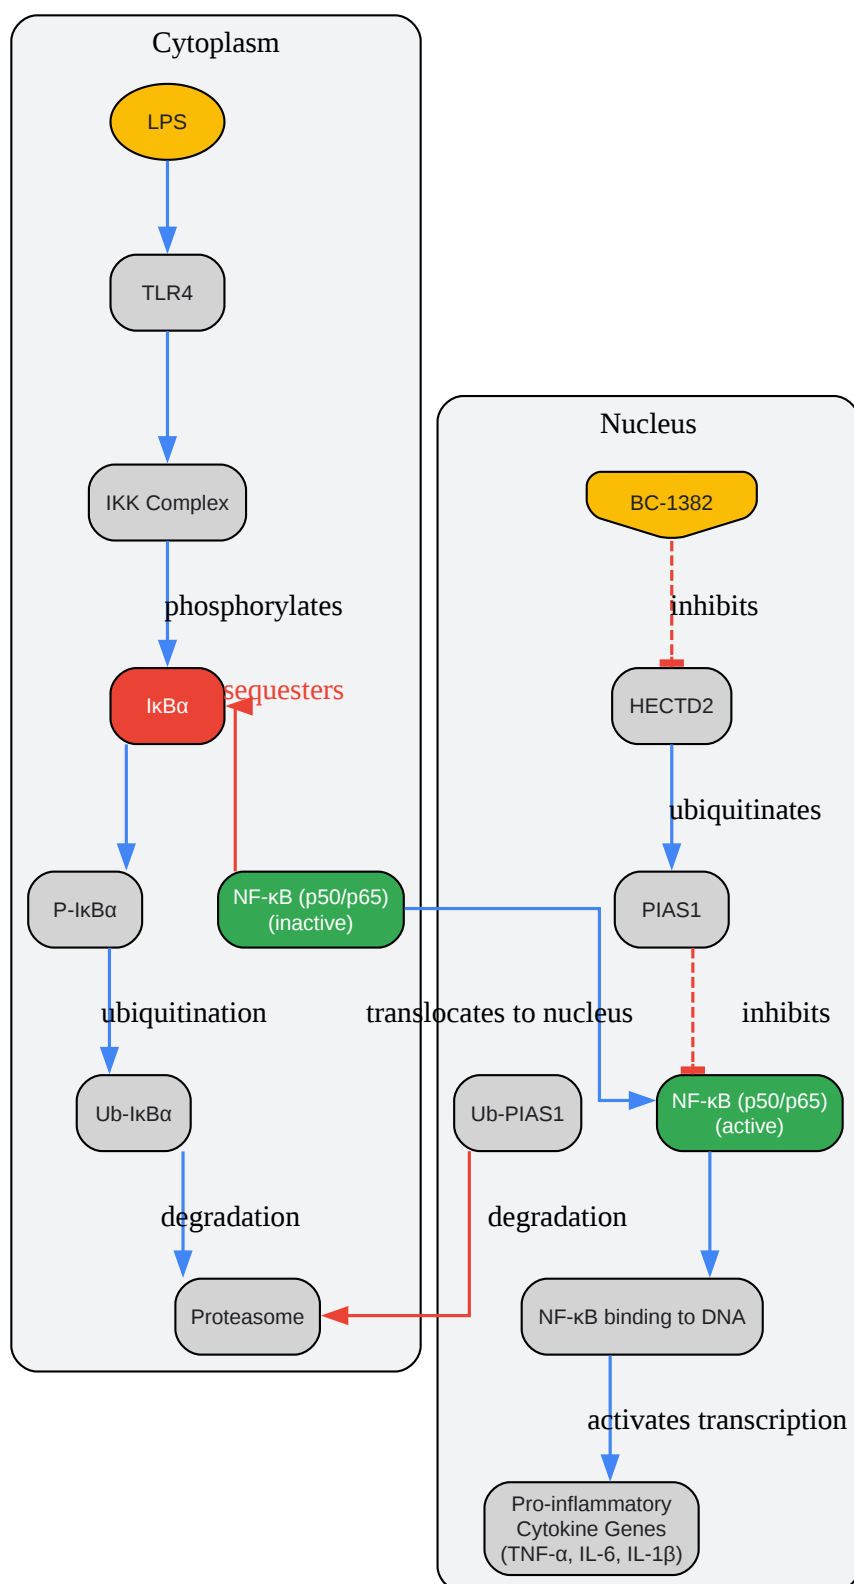 Cytoplasm
LPS
TLR4
IKK Complex
phosphorylates
IκBα
sequesters
P-IκBα
NF-κB (p50/p65)
(inactive)
ubiquitination
translocates to nucleus
Ub-IκBα
degradation
Proteasome
Nucleus
BC-1382
inhibits
HECTD2
ubiquitinates
PIAS1
inhibits
Ub-PIAS1
NF-κB (p50/p65)
(active)
degradation
NF-κB binding to DNA
activates transcription
Pro-inflammatory
Cytokine Genes
(TNF-α, IL-6, IL-1β)